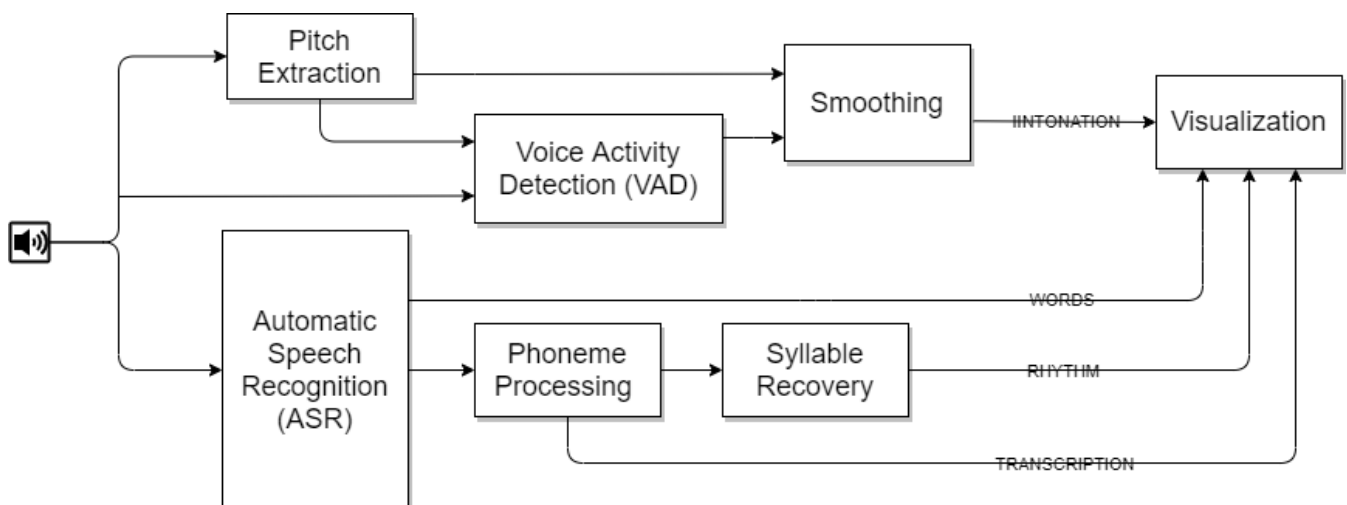 Pitch
Extraction
Smoothing
IINTONATION
Visualization
Voice Activity
Detection (VAD)
Automatic
Speech
Recognition
(ASR)
WORDS
Phoneme
Processing
Syllable
Recovery
RHYTHM
TRANSCRIPTION